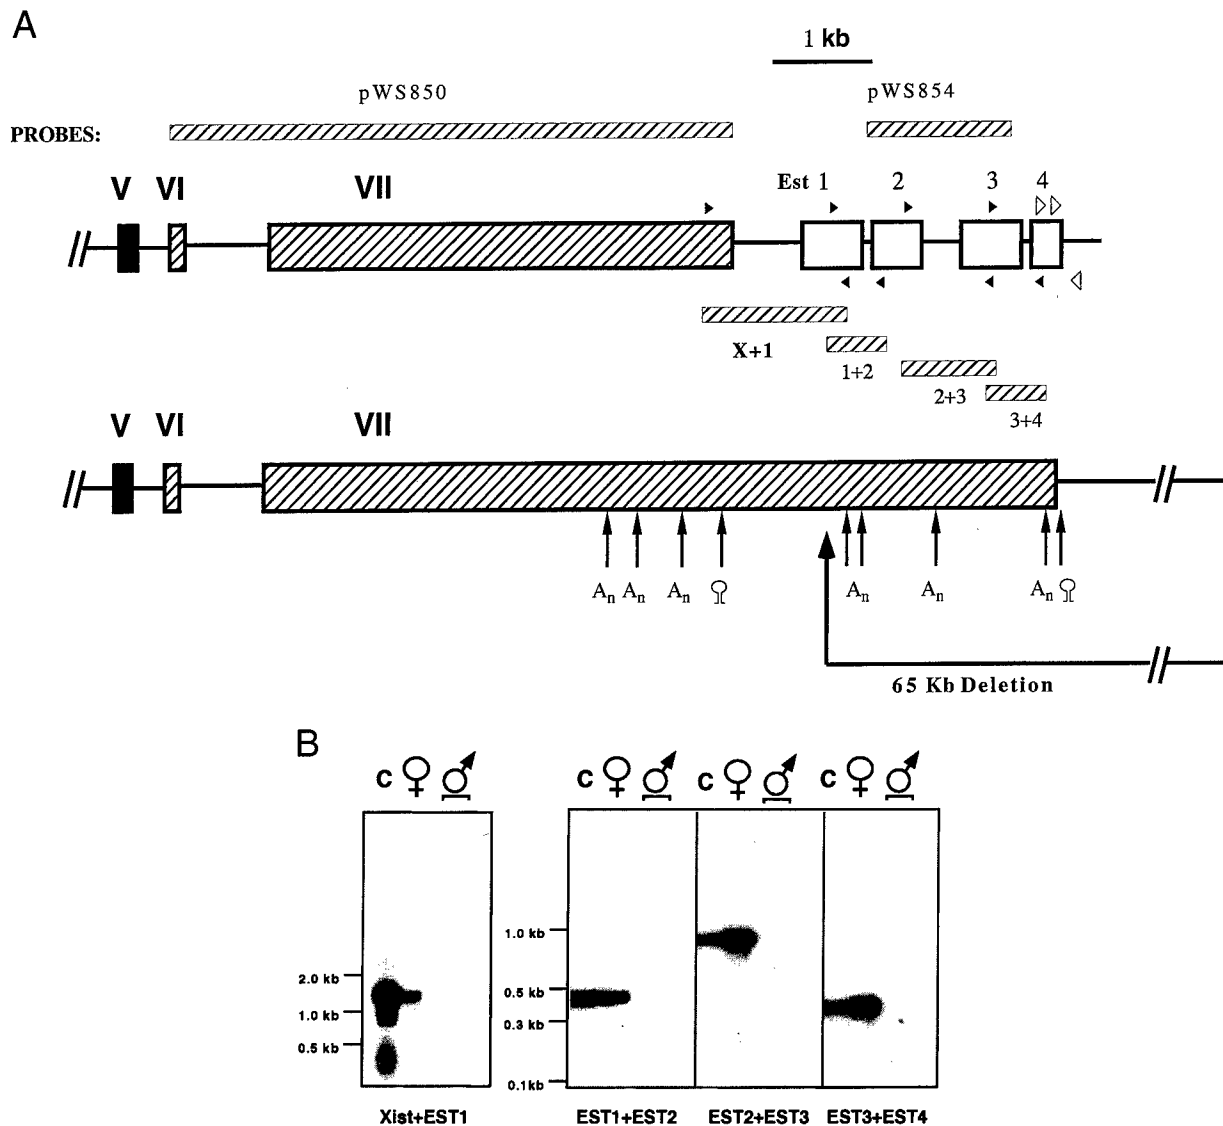 A
1 kb
pWS850
pWS854
PROBES:
V VI VII Est 1 2 3 4
X+1
1+2
2+3
3+4
V VI VII
An An An An An An
65 Kb Deletion
B
C ♀ ♂ C ♀ ♂ C ♀ ♂ C ♀ ♂
2.0 kb
1.0 kb
0.5 kb
1.0 kb
0.5 kb
0.3 kb
0.1kb
Xist+EST1 EST1+EST2 EST2+EST3 EST3+EST4